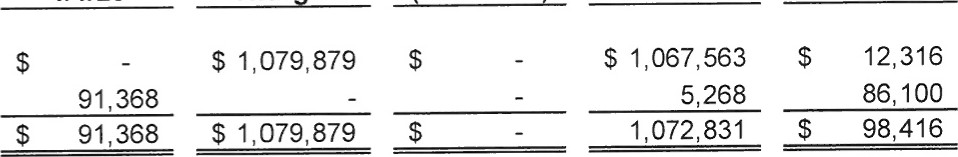 $ - $ 1,079,879 $ - $ 1,067,563 $ 12,316
91,368 - - 5,268 86,100
$ 91,368 $ 1,079,879 $ - 1,072,831 $ 98,416